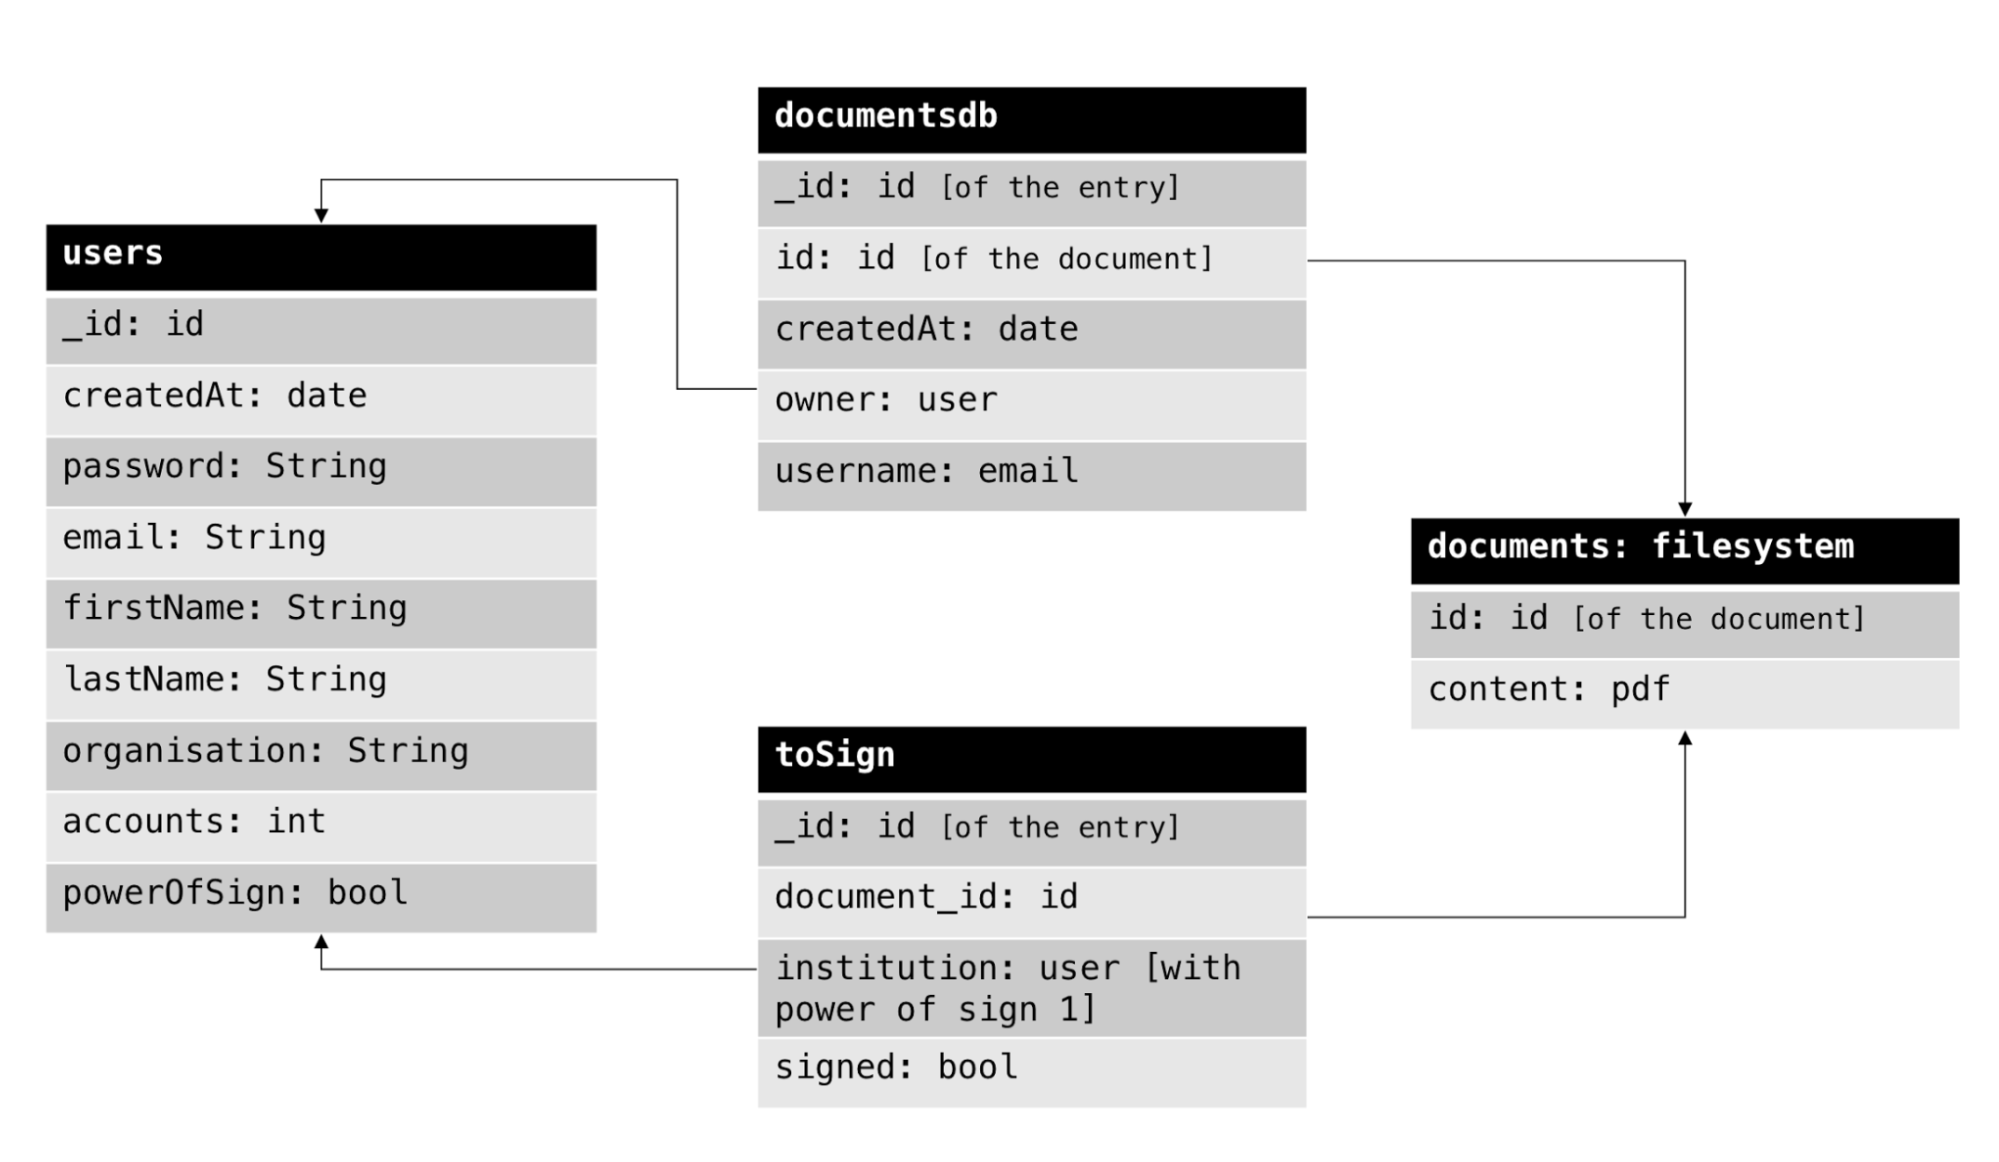 documentsdb
_id: id [of the entry]
id: id [of the document]
createdAt: date
owner: user
username: email
users
_id: id
createdAt: date
password: String
email: String
firstName: String
lastName: String
organisation: String
accounts: int
powerOfSign: bool
documents: filesystem
id: id [of the document]
content: pdf
toSign
_id: id [of the entry]
document_id: id
institution: user [with
power of sign 1]
signed: bool